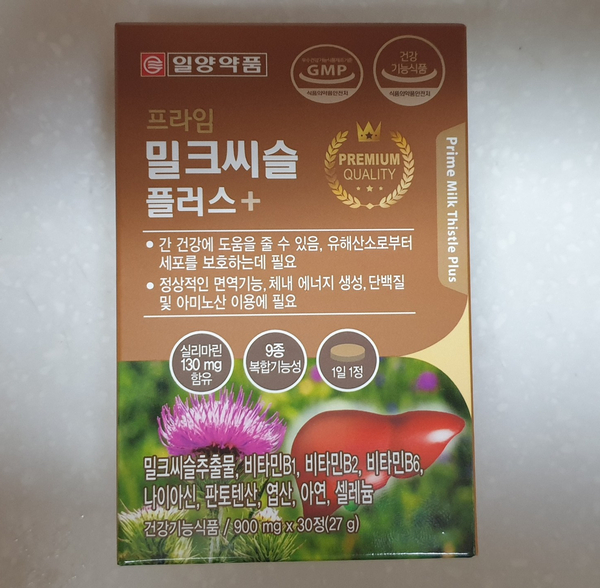 일양약품
GMP
식품의약품안전처
건강
기능식품
식품의약품안전처
프라임
밀크씨슬
플러스+
PREMIUM
QUALITY
Prime Milk Thistle Plus
• 간 건강에 도움을 줄 수 있음, 유해산소로부터
세포를 보호하는데 필요
• 정상적인 면역기능, 체내 에너지 생성, 단백질
및 아미노산 이용에 필요
실리마린
130 mg
함유
9종
복합기능성
1일 1정
밀크씨슬추출물, 비타민B1, 비타민B2, 비타민B6,
나이아신, 판토텐산, 엽산, 아연, 셀레늄
건강기능식품 / 900 mg x 30정(27 g)